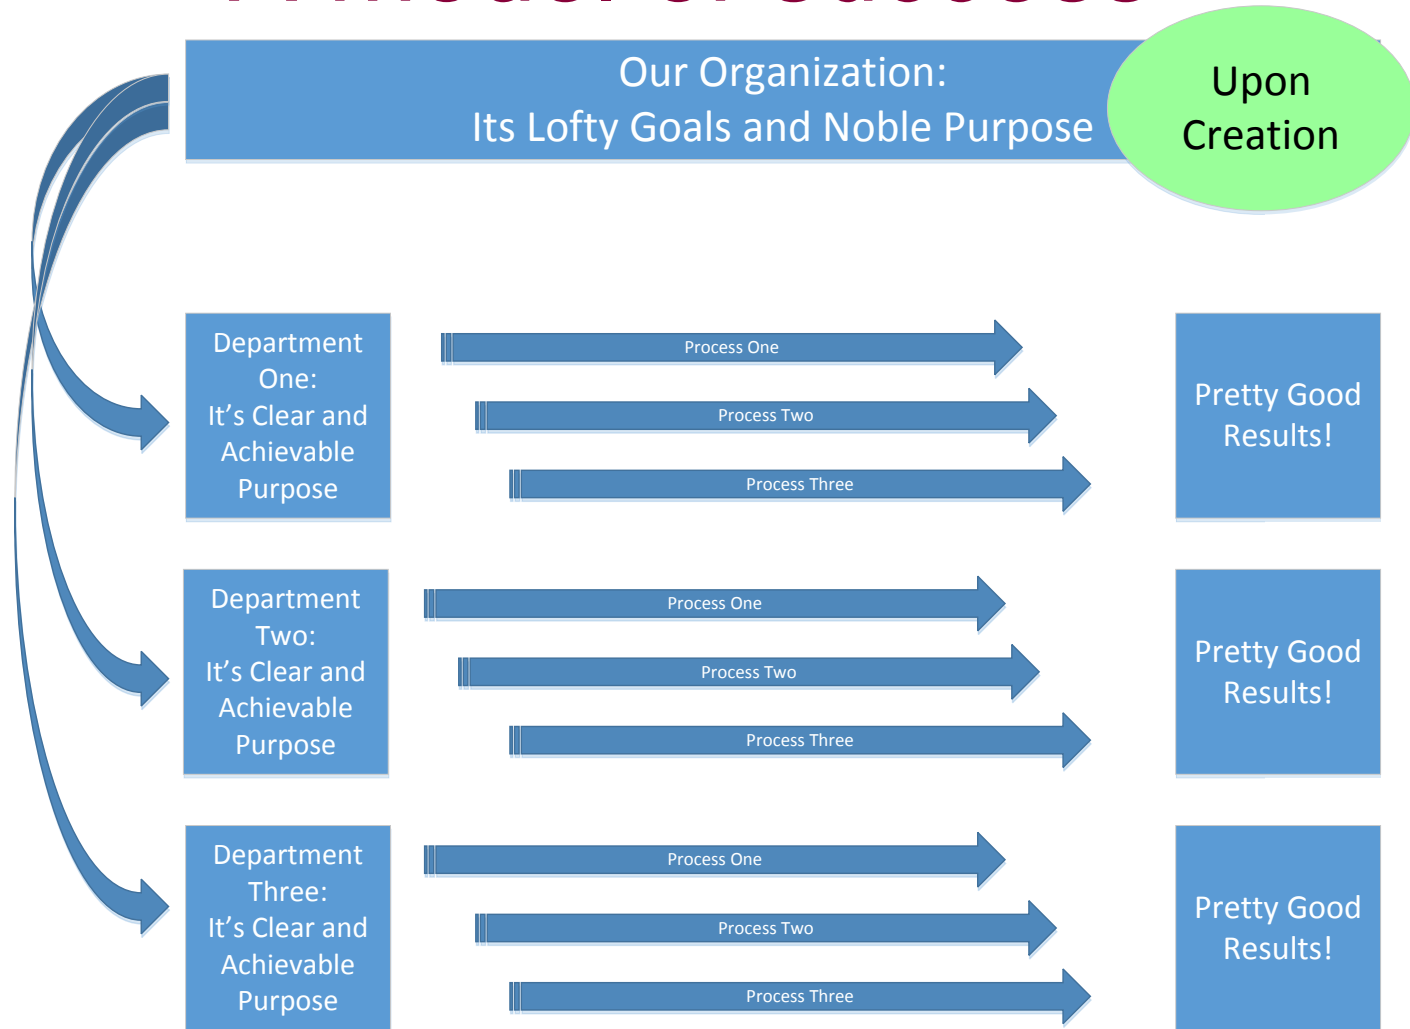 A Model of Success
Our Organization:
Its Lofty Goals and Noble Purpose
Upon
Creation
Department
One:
It’s Clear and
Achievable
Purpose
Process One
Process Two
Process Three
Pretty Good
Results!
Department
Two:
It’s Clear and
Achievable
Purpose
Process One
Process Two
Process Three
Pretty Good
Results!
Department
Three:
It’s Clear and
Achievable
Purpose
Process One
Process Two
Process Three
Pretty Good
Results!